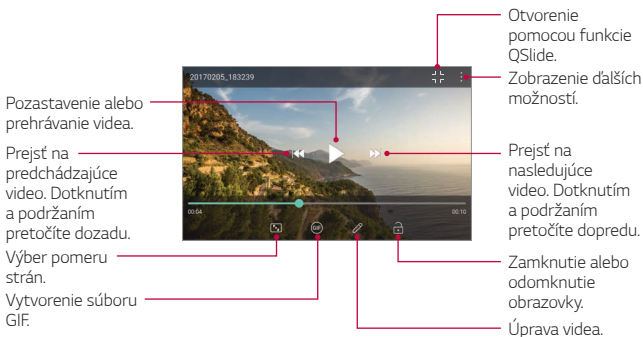 Otvorenie
pomocou funkcie
QSlide.
Zobrazenie ďalších
možností.
20170205_183239
Pozastavenie alebo
prehrávanie videa.
Prejsť na
predchádzajúce
video. Dotknutím
a podržaním
pretočíte dozadu.
Prejsť na
nasledujúce
video. Dotknutím
a podržaním
pretočíte dopredu.
00:04
00:10
GIF
Výber pomeru
strán.
Vytvorenie súboru
GIF.
Zamknutie alebo
odomknutie
obrazovky.
Úprava videa.